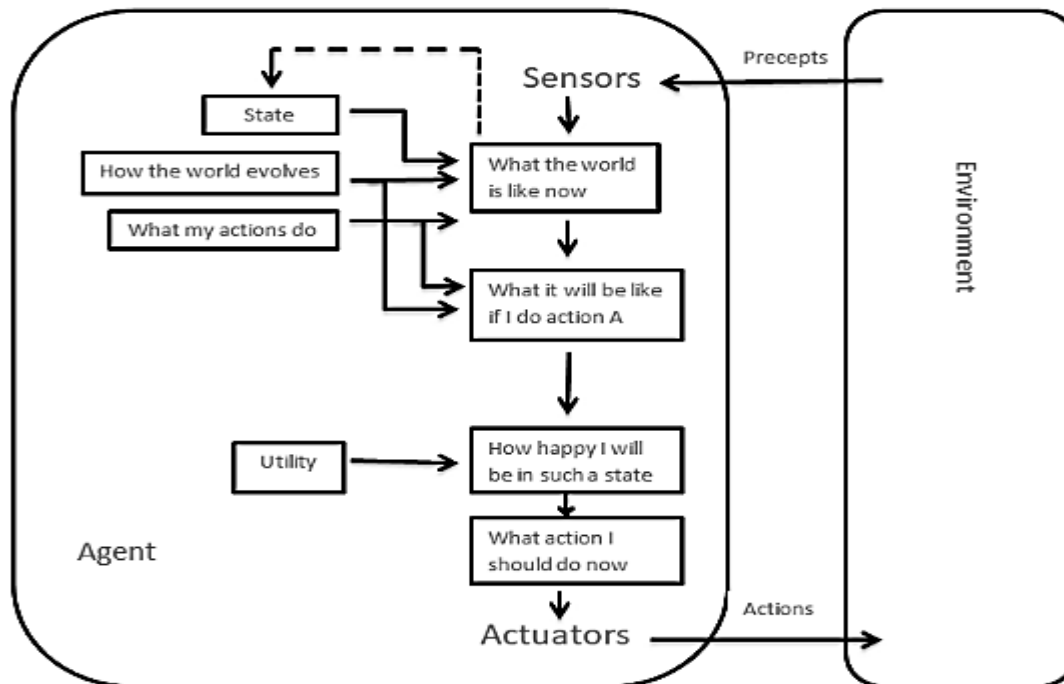 Precepts
Sensors
State
How the world evolves
What the world
is like now
What my actions do
Environment
What it will be like
if I do action A
Utility
How happy I will
be in such a state
Agent
What action I
should do now
Actions
Actuators